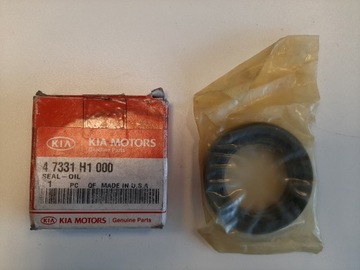 KIA KIA MOTORS
Genuine Parts
4 7331 H1 000
SEAL-OIL
1 PC OF MADE IN U.S.A
KIA KIA MOTORS Genuine Parts